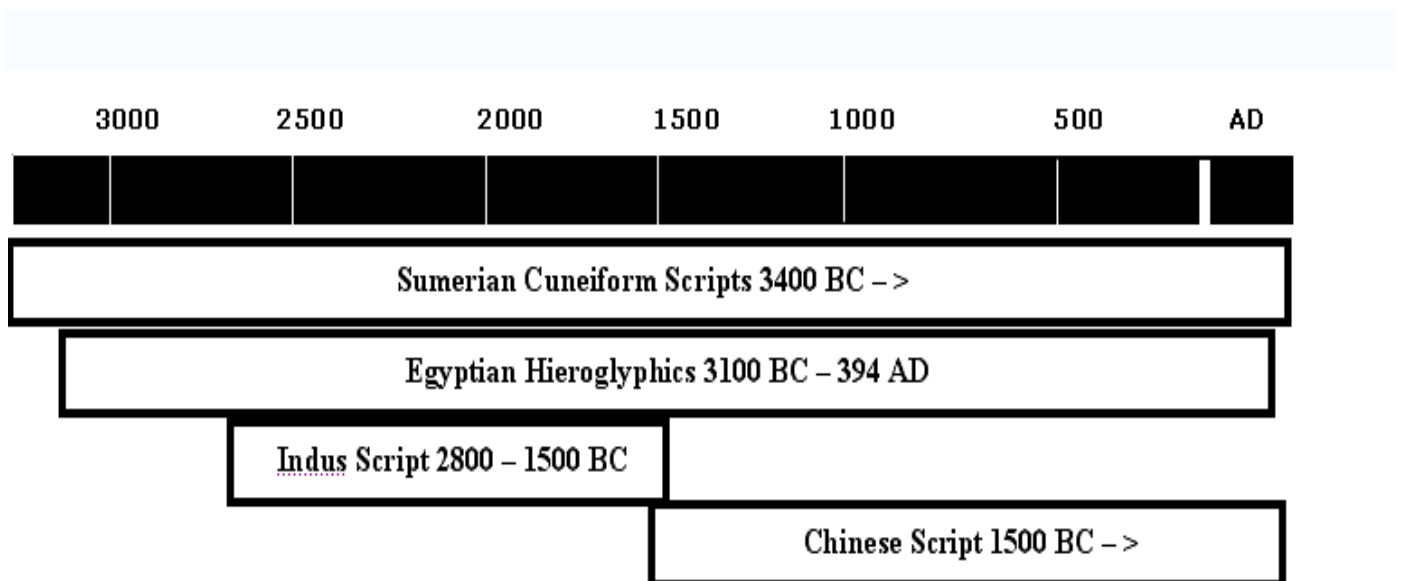 3000 2500 2000 1500 1000 500 AD
Sumerian Cuneiform Scripts 3400 BC – >
Egyptian Hieroglyphics 3100 BC – 394 AD
Indus Script 2800 – 1500 BC
Chinese Script 1500 BC – >